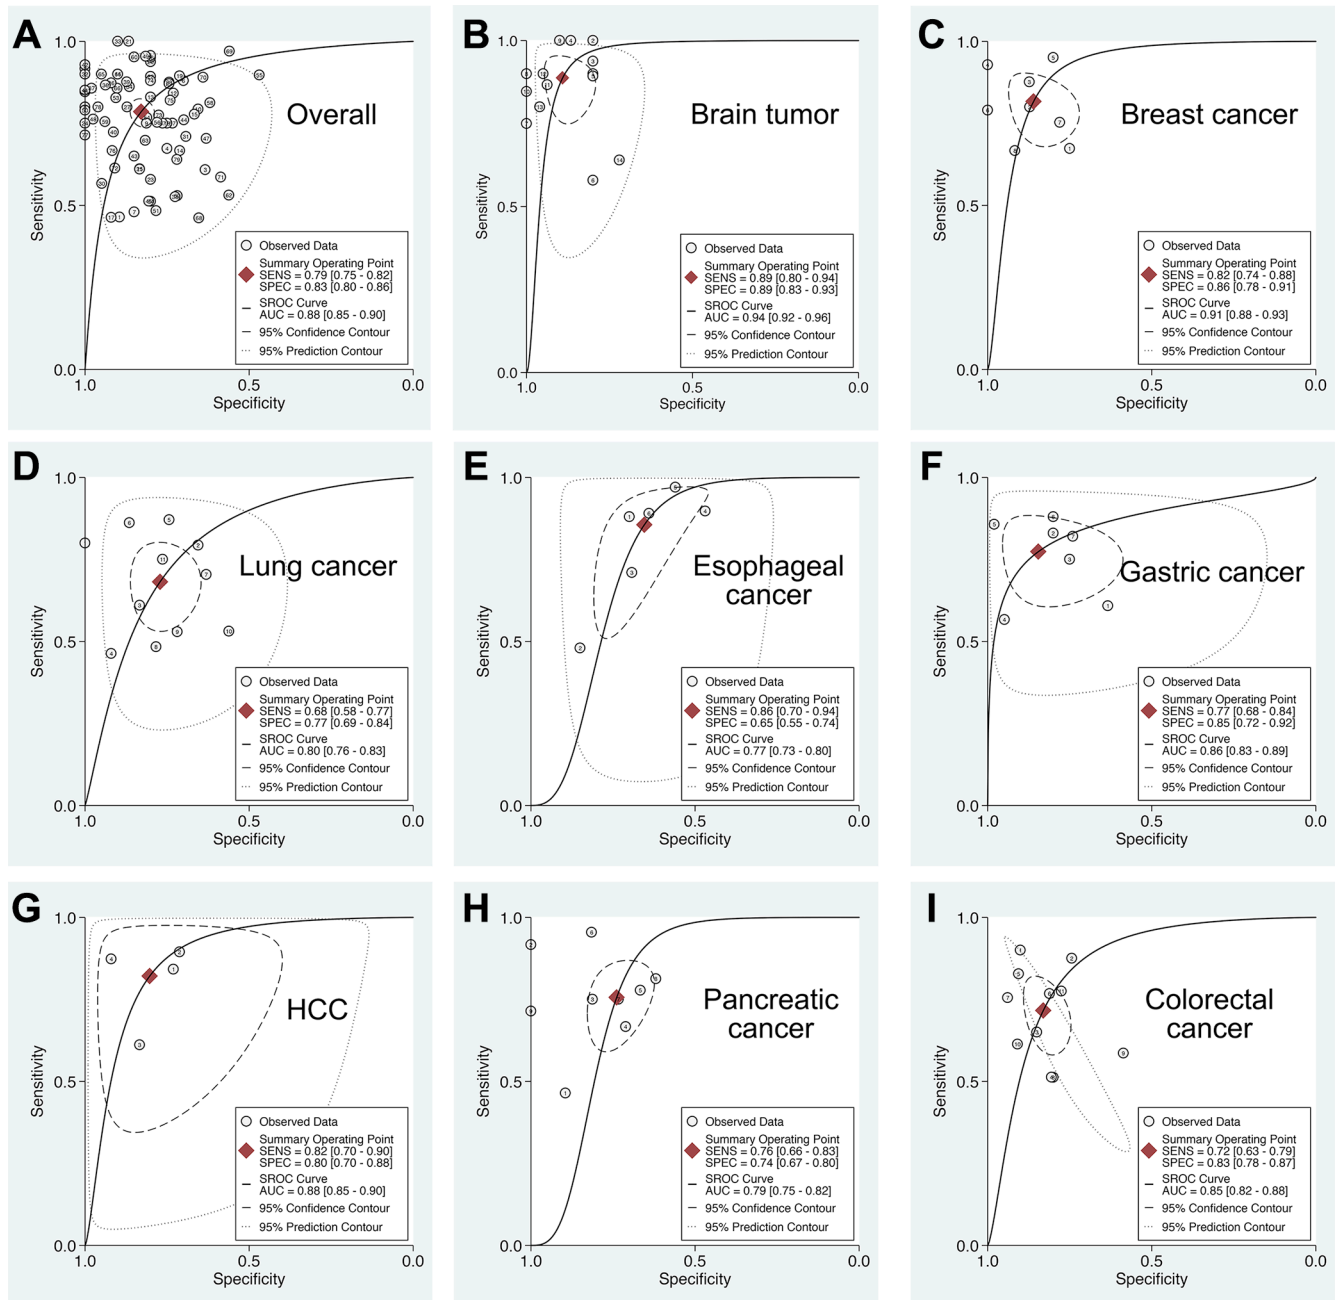 A
1.0
0.5
0.0
Sensitivity
Overall
Observed Data
Summary Operating Point
SENS = 0.79 [0.75 - 0.82]
SPEC = 0.83 [0.80 - 0.86]
SROC Curve
AUC = 0.88 [0.85 - 0.90]
95% Confidence Contour
95% Prediction Contour
1.0 0.5 0.0
Specificity
B
1.0
0.5
0.0
Sensitivity
Brain tumor
Observed Data
Summary Operating Point
SENS = 0.89 [0.80 - 0.94]
SPEC = 0.89 [0.83 - 0.93]
SROC Curve
AUC = 0.94 [0.92 - 0.96]
95% Confidence Contour
95% Prediction Contour
1.0 0.5 0.0
Specificity
C
1.0
0.5
0.0
Sensitivity
Breast cancer
Observed Data
Summary Operating Point
SENS = 0.82 [0.74 - 0.88]
SPEC = 0.86 [0.78 - 0.91]
SROC Curve
AUC = 0.91 [0.88 - 0.93]
95% Confidence Contour
95% Prediction Contour
1.0 0.5 0.0
Specificity
D
1.0
0.5
0.0
Sensitivity
Lung cancer
Observed Data
Summary Operating Point
SENS = 0.68 [0.58 - 0.77]
SPEC = 0.77 [0.69 - 0.84]
SROC Curve
AUC = 0.80 [0.76 - 0.83]
95% Confidence Contour
95% Prediction Contour
1.0 0.5 0.0
Specificity
E
1.0
0.5
0.0
Sensitivity
Esophageal
cancer
Observed Data
Summary Operating Point
SENS = 0.86 [0.70 - 0.94]
SPEC = 0.65 [0.55 - 0.74]
SROC Curve
AUC = 0.77 [0.73 - 0.80]
95% Confidence Contour
95% Prediction Contour
1.0 0.5 0.0
Specificity
F
1.0
0.5
0.0
Sensitivity
Gastric cancer
Observed Data
Summary Operating Point
SENS = 0.77 [0.68 - 0.84]
SPEC = 0.85 [0.72 - 0.92]
SROC Curve
AUC = 0.86 [0.83 - 0.89]
95% Confidence Contour
95% Prediction Contour
1.0 0.5 0.0
Specificity
G
1.0
0.5
0.0
Sensitivity
HCC
Observed Data
Summary Operating Point
SENS = 0.82 [0.70 - 0.90]
SPEC = 0.80 [0.70 - 0.88]
SROC Curve
AUC = 0.88 [0.85 - 0.90]
95% Confidence Contour
95% Prediction Contour
1.0 0.5 0.0
Specificity
H
1.0
0.5
0.0
Sensitivity
Pancreatic
cancer
Observed Data
Summary Operating Point
SENS = 0.76 [0.66 - 0.83]
SPEC = 0.74 [0.67 - 0.80]
SROC Curve
AUC = 0.79 [0.75 - 0.82]
95% Confidence Contour
95% Prediction Contour
1.0 0.5 0.0
Specificity
I
1.0
0.5
0.0
Sensitivity
Colorectal
cancer
Observed Data
Summary Operating Point
SENS = 0.72 [0.63 - 0.79]
SPEC = 0.83 [0.78 - 0.87]
SROC Curve
AUC = 0.85 [0.82 - 0.88]
95% Confidence Contour
95% Prediction Contour
1.0 0.5 0.0
Specificity